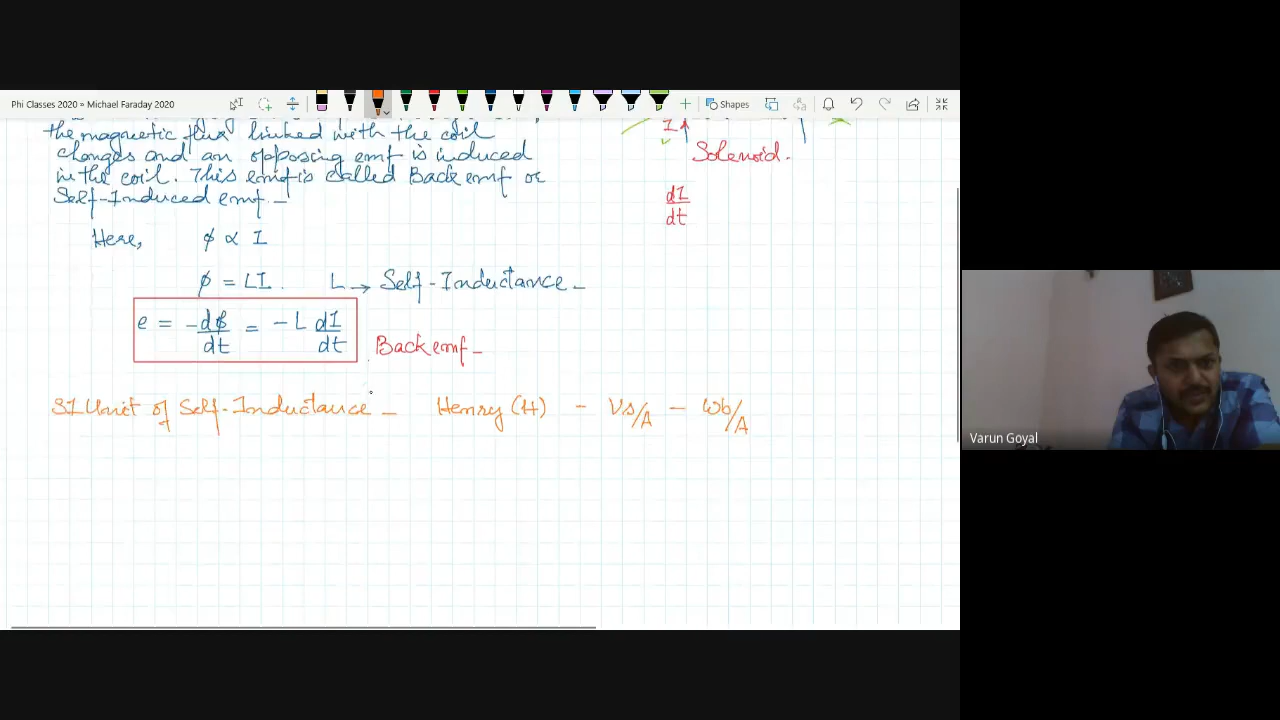 Phi Classes 2020 » Michael Faraday 2020
Shapes
the magnetic flux linked with the coil
changes and an opposing emf is induced
in the coil. This emf is called Back emf or
Self-Induced emf.
I
Solenoid.
dI
dt
Here, ϕ ∝ I
ϕ = LI. L → Self-Inductance
e = -dϕ/dt = -L dI/dt
Back emf
SI Unit of Self-Inductance - Henry (H) - Vs/A - Wb/A
Varun Goyal